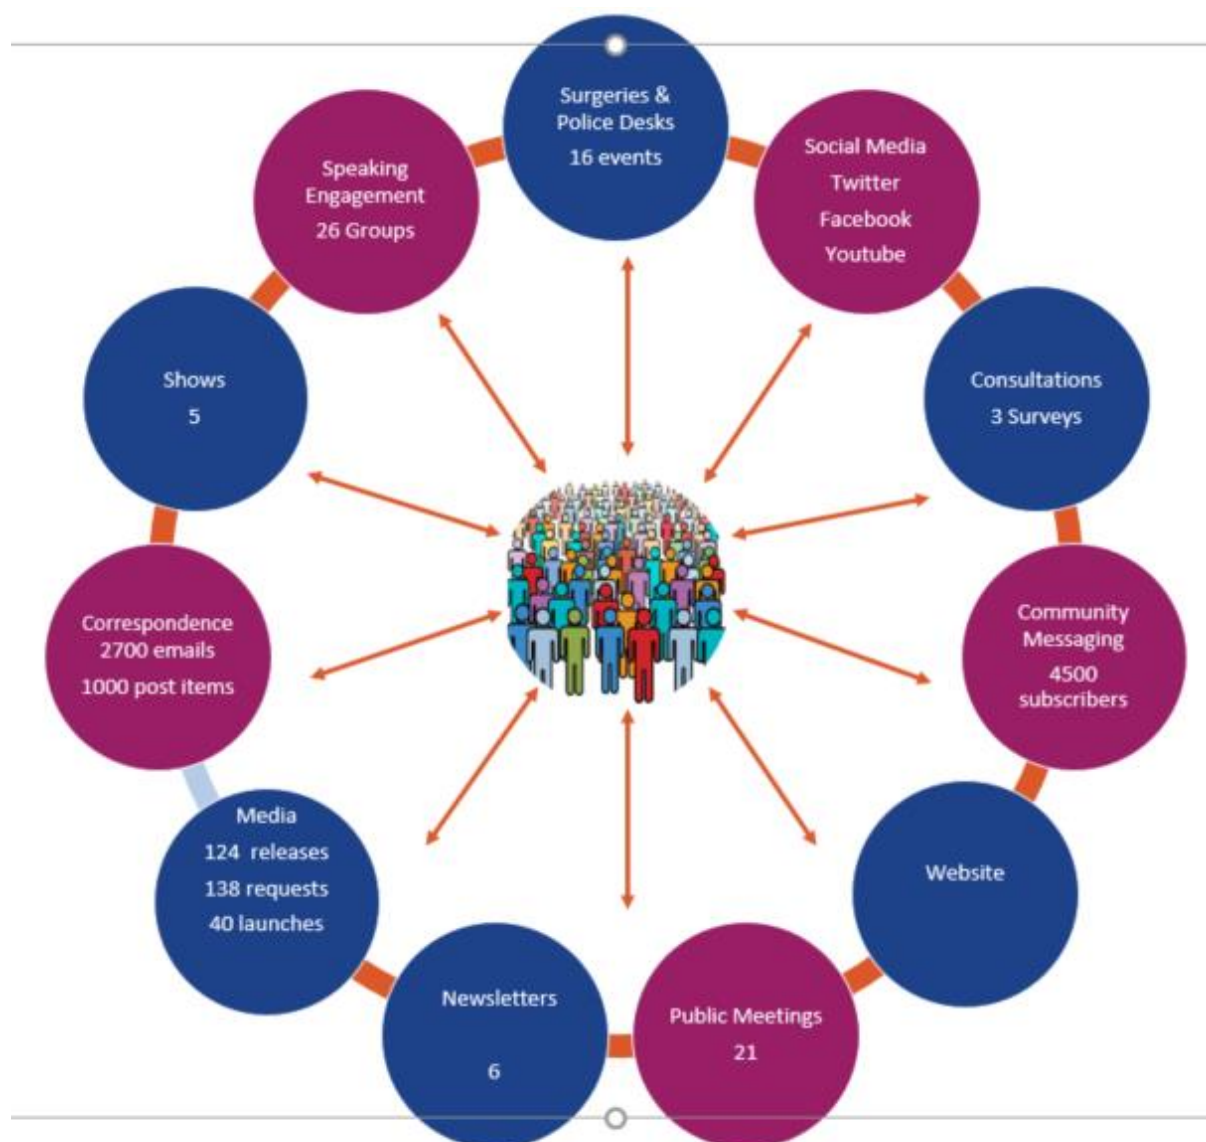 Surgeries &
Police Desks
16 events
Social Media
Twitter
Facebook
Youtube
Consultations
3 Surveys
Community
Messaging
4500
subscribers
Website
Public Meetings
21
Newsletters
6
Media
124 releases
138 requests
40 launches
Correspondence
2700 emails
1000 post items
Shows
5
Speaking
Engagement
26 Groups